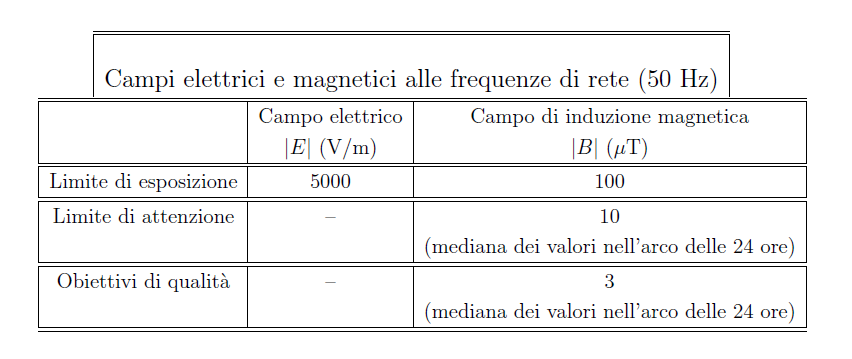 Campi elettrici e magnetici alle frequenze di rete (50 Hz)
Campo elettrico Campo di induzione magnetica
|E| (V/m) |B| (μT)
Limite di esposizione 5000 100
Limite di attenzione – 10
(mediana dei valori nell'arco delle 24 ore)
Obiettivi di qualità – 3
(mediana dei valori nell'arco delle 24 ore)